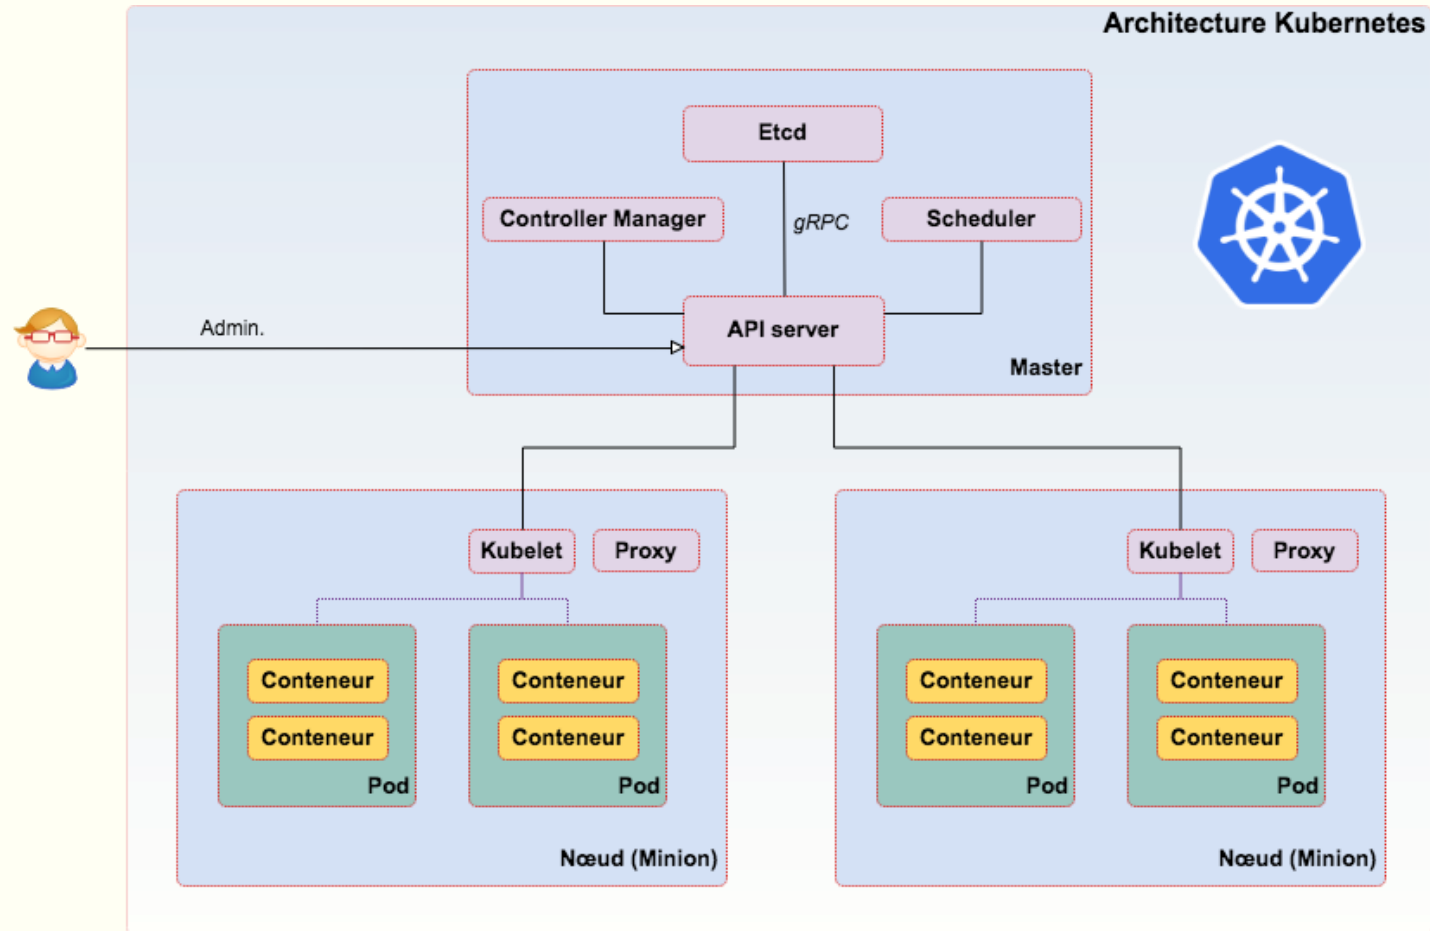 Architecture Kubernetes
Etcd
Controller Manager
gRPC
Scheduler
Admin.
API server
Master
Kubelet
Proxy
Conteneur
Conteneur
Pod
Conteneur
Conteneur
Pod
Nœud (Minion)
Kubelet
Proxy
Conteneur
Conteneur
Pod
Conteneur
Conteneur
Pod
Nœud (Minion)